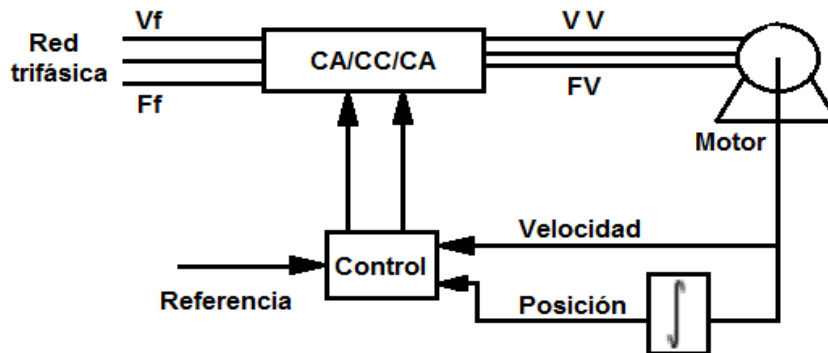 Vf
V V
Red
trifásica
CA/CC/CA
Ff
FV
Motor
Velocidad
Control
Referencia
Posición
∫